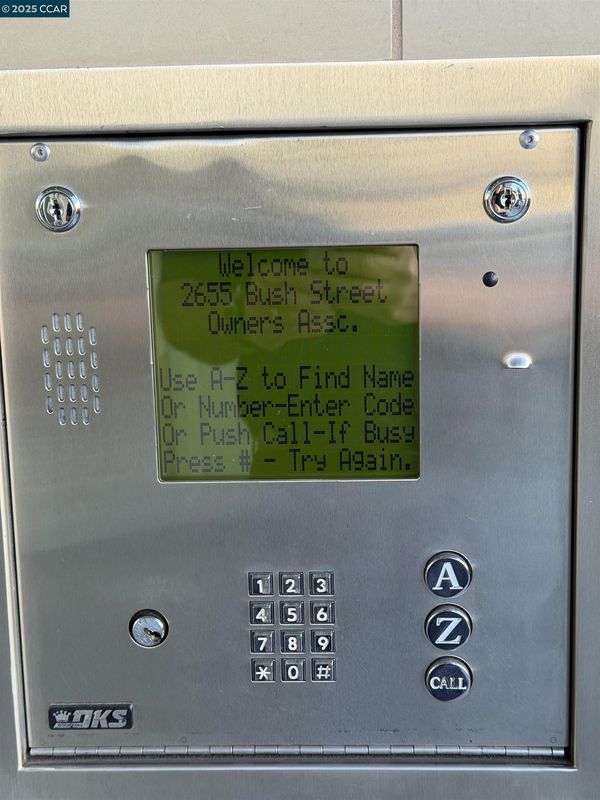 © 2025 CCAR
Welcome to
2655 Bush Street
Owners Assc.
Use A-Z to Find Name
Or Number-Enter Code
Or Push Call-If Busy
Press # - Try Again.
1 2 3
4 5 6
7 8 9
* 0 #
A
Z
CALL
DKS